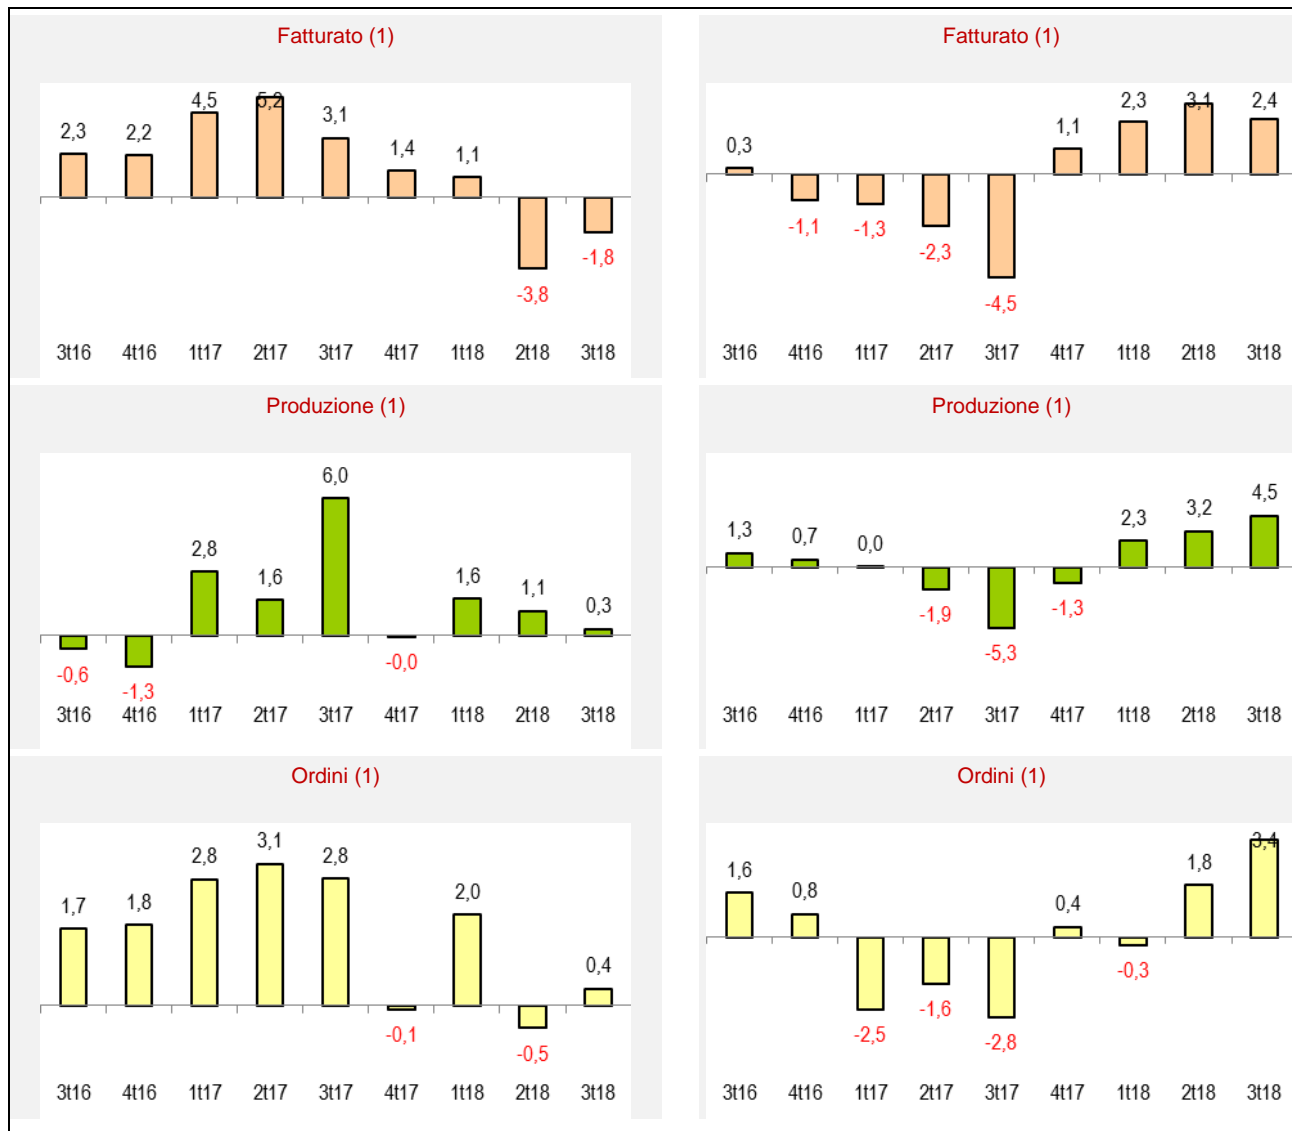 Fatturato (1)
2,3 2,2 4,5 5,2 3,1 1,4 1,1 -3,8 -1,8
3t16 4t16 1t17 2t17 3t17 4t17 1t18 2t18 3t18
Fatturato (1)
0,3 -1,1 -1,3 -2,3 -4,5 1,1 2,3 3,1 2,4
3t16 4t16 1t17 2t17 3t17 4t17 1t18 2t18 3t18
Produzione (1)
-0,6 -1,3 2,8 1,6 6,0 -0,0 1,6 1,1 0,3
3t16 4t16 1t17 2t17 3t17 4t17 1t18 2t18 3t18
Produzione (1)
1,3 0,7 0,0 -1,9 -5,3 -1,3 2,3 3,2 4,5
3t16 4t16 1t17 2t17 3t17 4t17 1t18 2t18 3t18
Ordini (1)
1,7 1,8 2,8 3,1 2,8 -0,1 2,0 -0,5 0,4
3t16 4t16 1t17 2t17 3t17 4t17 1t18 2t18 3t18
Ordini (1)
1,6 0,8 -2,5 -1,6 -2,8 0,4 -0,3 1,8 3,4
3t16 4t16 1t17 2t17 3t17 4t17 1t18 2t18 3t18